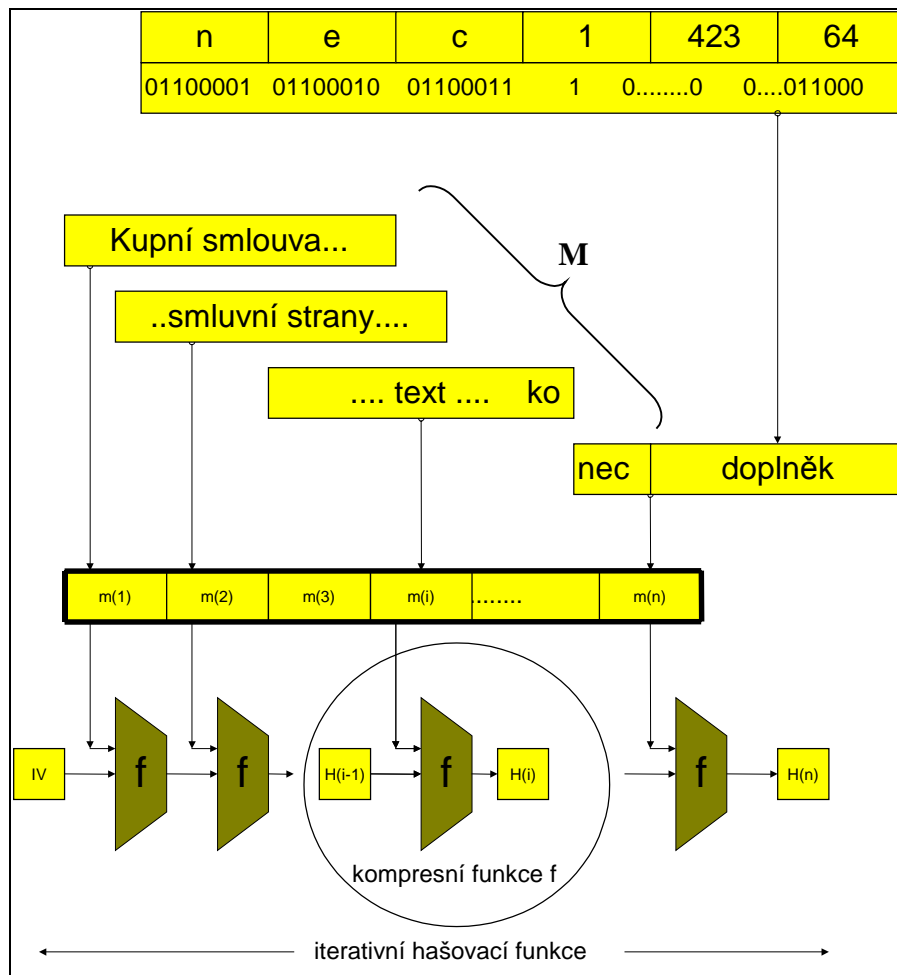 n e c 1 423 64
01100001 01100010 01100011 1 0........0 0....011000
Kupní smlouva...
M
..smluvní strany....
.... text .... ko
nec doplněk
m(1) m(2) m(3) m(i) ......... m(n)
f f f f
IV H(i-1) H(i) H(n)
kompresní funkce f
iterativní hašovací funkce